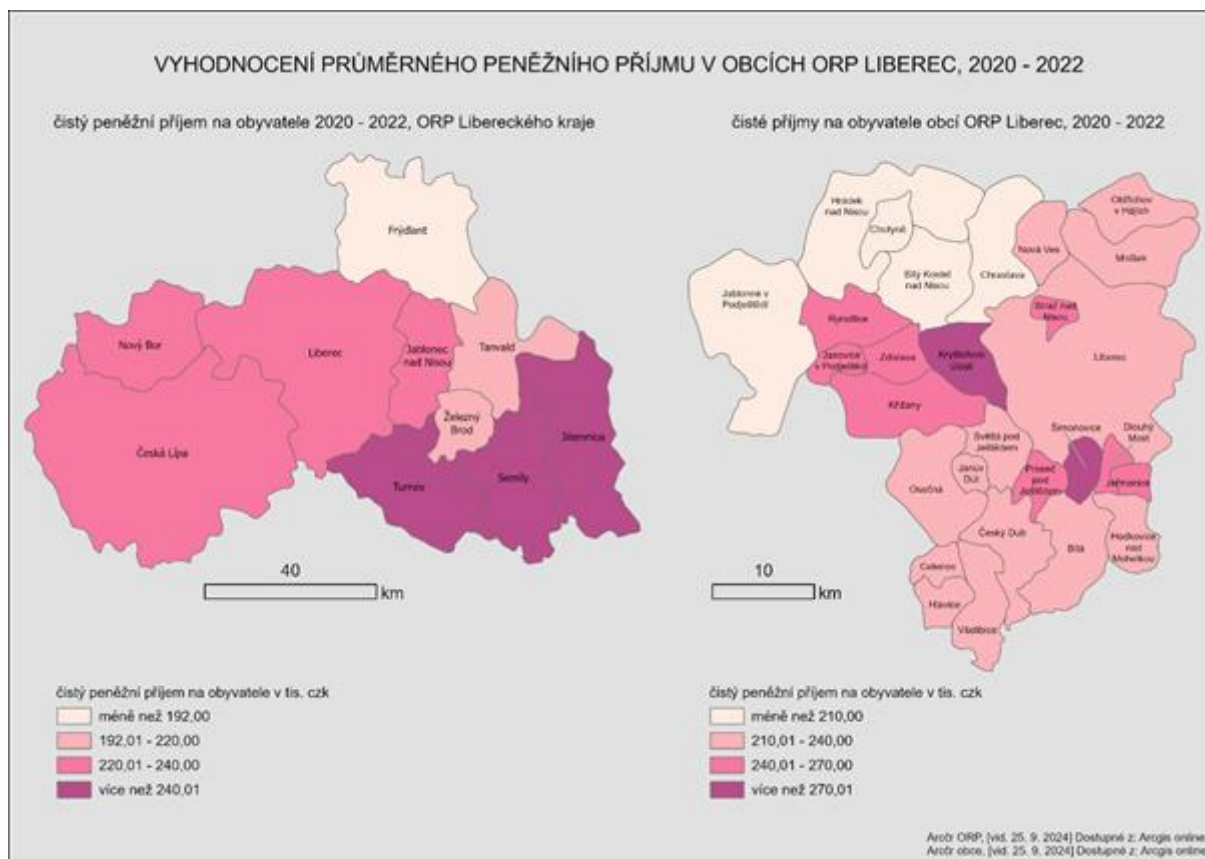 VYHODNOCENÍ PRŮMĚRNÉHO PENĚŽNÍHO PŘÍJMU V OBCÍCH ORP LIBEREC, 2020 - 2022
čistý peněžní příjem na obyvatele 2020 - 2022, ORP Libereckého kraje
Frýdlant
Nový Bor
Liberec
Jablonec
nad Nisou
Tanvald
Železný
Brod
Česká Lípa
Turnov
Semily
Jilemnice
40
km
čistý peněžní příjem na obyvatele v tis. czk
méně než 192,00
192,01 - 220,00
220,01 - 240,00
více než 240,01
čisté příjmy na obyvatele obcí ORP Liberec, 2020 - 2022
Hrádek
nad Nisou
Chotyně
Oldřichov
v Hájích
Nová Ves
Mníšek
Bílý Kostel
nad Nisou
Chrastava
Jablonné v
Podještědí
Stráž nad
Nisou
Rynoltice
Janovice
v Podještědí
Zdislava
Kryštofovo
Údolí
Liberec
Křižany
Šimonovice
Dlouhý
Most
Světlá pod
Ještědem
Janův
Důl
Proseč
pod
Ještědem
Jeřmanice
Osečná
Český Dub
Bílá
Hodkovice
nad
Mohelkou
Cetenov
Hlavice
Všelibice
10
km
čistý peněžní příjem na obyvatele v tis. czk
méně než 210,00
210,01 - 240,00
240,01 - 270,00
více než 270,01
Aročr ORP, [vid. 25. 9. 2024] Dostupné z: Arcgis online
Aročr obce, [vid. 25. 9. 2024] Dostupné z: Arcgis online